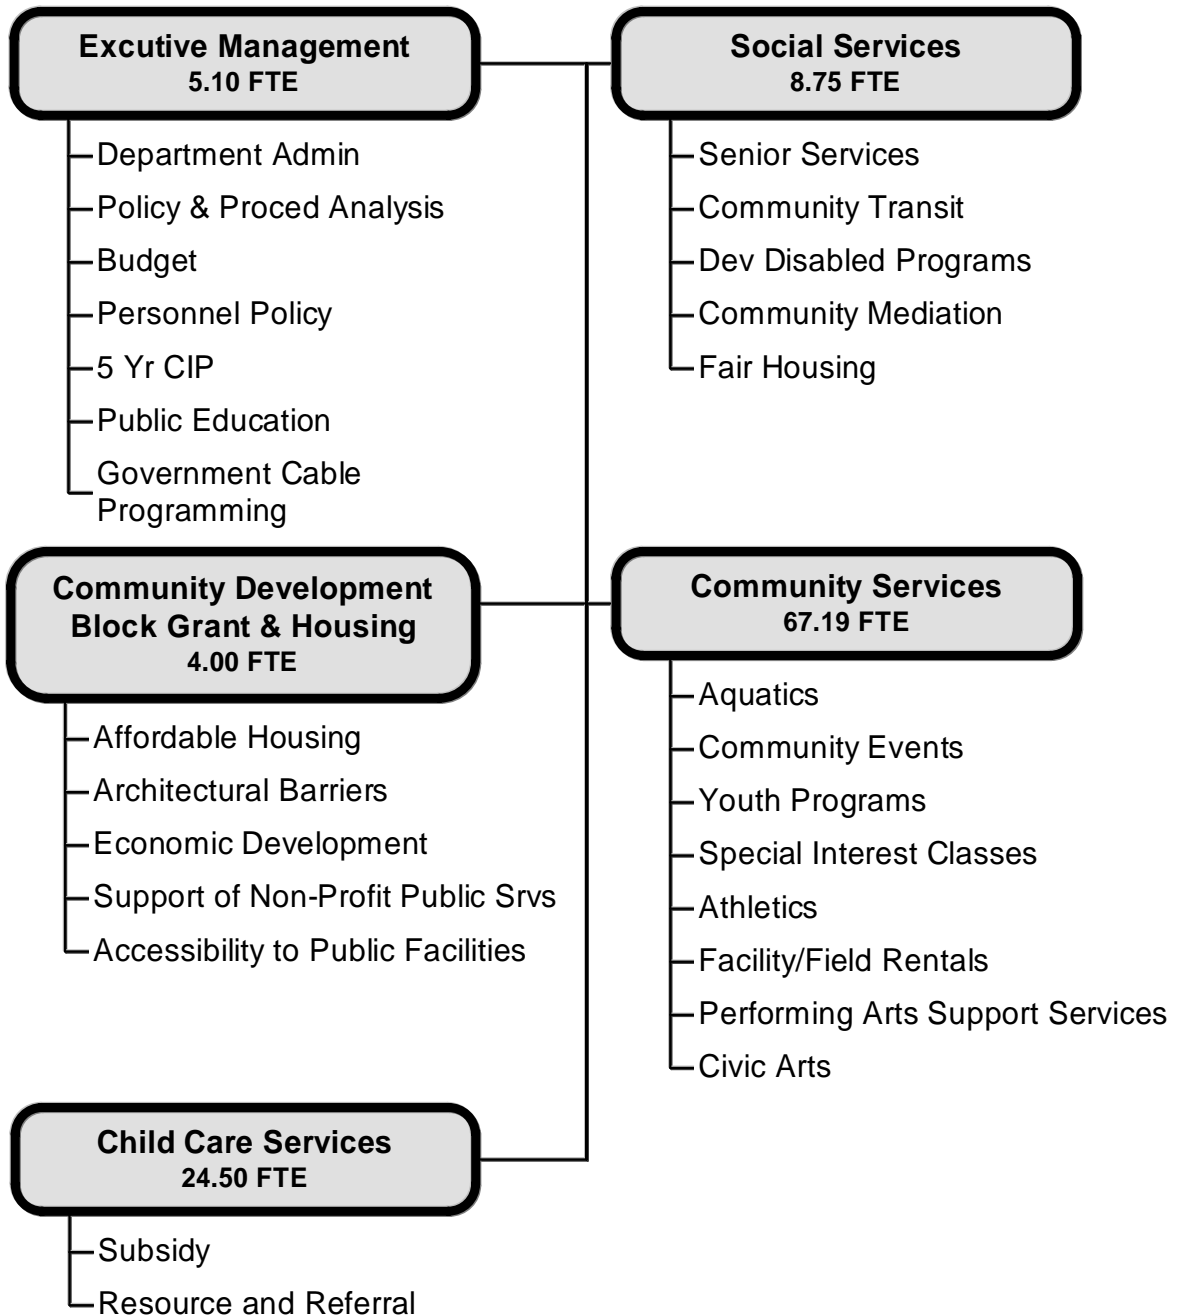 Excutive Management
5.10 FTE
Department Admin
Policy & Proced Analysis
Budget
Personnel Policy
5 Yr CIP
Public Education
Government Cable
Programming
Social Services
8.75 FTE
Senior Services
Community Transit
Dev Disabled Programs
Community Mediation
Fair Housing
Community Development
Block Grant & Housing
4.00 FTE
Affordable Housing
Architectural Barriers
Economic Development
Support of Non-Profit Public Srvs
Accessibility to Public Facilities
Community Services
67.19 FTE
Aquatics
Community Events
Youth Programs
Special Interest Classes
Athletics
Facility/Field Rentals
Performing Arts Support Services
Civic Arts
Child Care Services
24.50 FTE
Subsidy
Resource and Referral